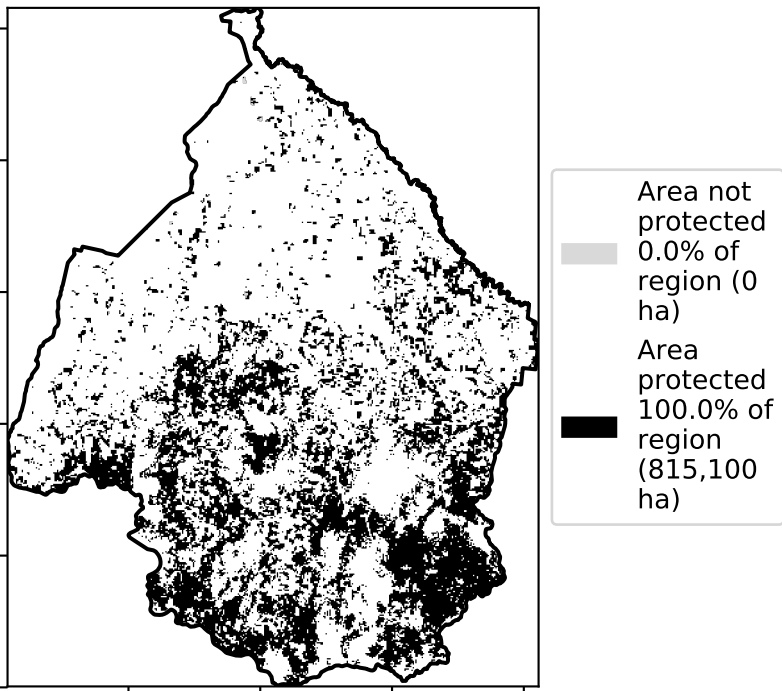 Area not
protected
0.0% of
region (0
ha)
Area
protected
100.0% of
region
(815,100
ha)